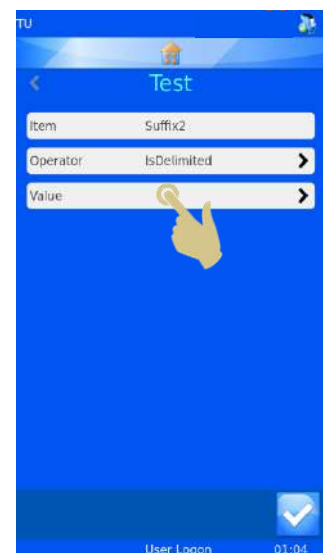 TU
Test
Item Suffix2
Operator IsDelimited
Value
User Logon 01:04